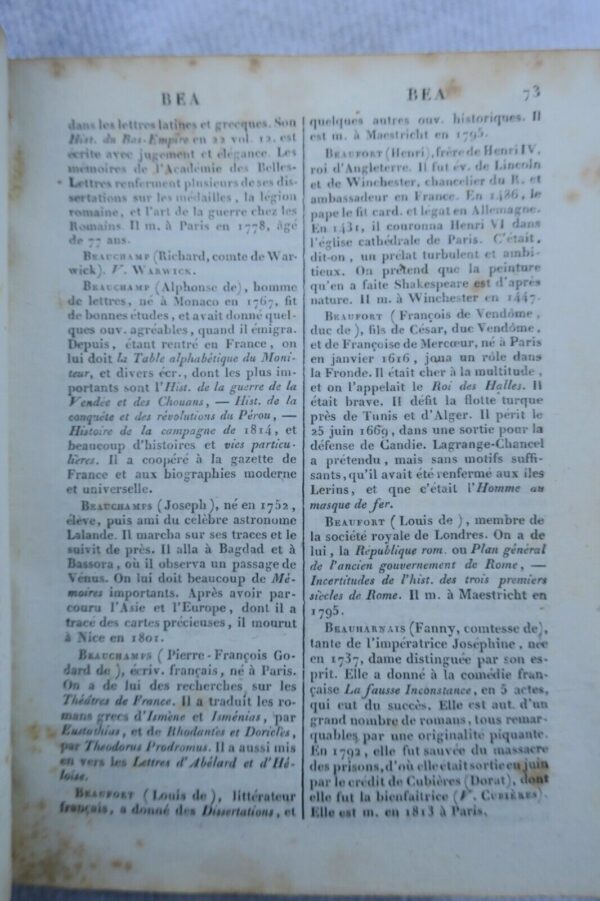 BEA
dans les lettres latines et grecques. Son
Hist. du Bas-Empire en 22 vol. 12. est
écrite avec jugement et élégance. Les
mémoires de l'Académie des Belles-
Lettres renferment plusieurs de ses dis-
sertations sur les médailles, la légion
romaine, et l'art de la guerre chez les
Romains. Il m. à Paris en 1778, âgé
de 77 ans.
BEAUCHAMP (Richard, comte de War-
wick). V. WARWICK.
BEAUCHAMP (Alphonse de), homme
de lettres, né à Monaco en 1767, fit
de bonnes études, et avait donné quel-
ques ouv. agréables, quand il émigra.
Depuis, étant rentré en France, on
lui doit la Table alphabétique du Moni-
teur, et divers écr., dont les plus im-
portants sont l'Hist. de la guerre de la
Vendée et des Chouans, — Hist. de la
conquête et des révolutions du Pérou, —
Histoire de la campagne de 1814, et
beaucoup d'histoires et vies particu-
lières. Il a coopéré à la gazette de
France et aux biographies moderne
et universelle.
BEAUCHAMPS (Joseph), né en 1752,
élève, puis ami du célèbre astronome
Lalande. Il marcha sur ses traces et le
suivit de près. Il alla à Bagdad et à
Bassora, où il observa un passage de
Vénus. On lui doit beaucoup de Mé-
moires importants. Après avoir par-
couru l'Asie et l'Europe, dont il a
tracé des cartes précieuses, il mourut
à Nice en 1801.
BEAUCHAMPS (Pierre-François Go-
dard de), écriv. français, né à Paris.
On a de lui des recherches sur les
Théâtres de France. Il a traduit les ro-
mans grecs d'Ismène et Isménias, par
Eustathius, et de Rhodantes et Doriclès,
par Theodorus Prodromus. Il a aussi mis
en vers les Lettres d'Abélard et d'Hé-
loïse.
BEAUFORT (Louis de), littérateur
français, a donné des Dissertations, et
BEA 73
quelques autres ouv. historiques. Il
est m. à Maestricht en 1795.
BEAUFORT (Henri), frère de Henri IV,
roi d'Angleterre. Il fut év. de Lincoln
et de Winchester, chancelier du R. et
ambassadeur en France. En 1426, le
pape le fit card. et légat en Allemagne.
En 1431, il couronna Henri VI dans
l'église cathédrale de Paris. C'était,
dit-on, un prélat turbulent et ambi-
tieux. On prétend que la peinture
qu'en a faite Shakespeare est d'après
nature. Il m. à Winchester en 1447.
BEAUFORT (François de Vendôme,
duc de), fils de César, duc Vendôme,
et de Françoise de Mercœur, né à Paris
en janvier 1616, joua un rôle dans
la Fronde. Il était cher à la multitude,
et on l'appelait le Roi des Halles. Il
était brave. Il défit la flotte turque
près de Tunis et d'Alger. Il périt le
25 juin 1669, dans une sortie pour la
défense de Candie. Lagrange-Chancel
a prétendu, mais sans motifs suffi-
sants, qu'il avait été renfermé aux îles
Lerins, et que c'était l'Homme au
masque de fer.
BEAUFORT (Louis de), membre de
la société royale de Londres. On a de
lui, la République rom. ou Plan général
de l'ancien gouvernement de Rome, —
Incertitudes de l'hist. des trois premiers
siècles de Rome. Il m. à Maestricht en
1795.
BEAUHARNAIS (Fanny, comtesse de),
tante de l'impératrice Joséphine, née
en 1737, dame distinguée par son es-
prit. Elle a donné à la comédie fran-
çaise La fausse Inconstance, en 5 actes,
qui eut du succès. Elle est aut. d'un
grand nombre de romans, tous remar-
quables par une originalité piquante.
En 1792, elle fut sauvée du massacre
des prisons, d'où elle était sortie en juin
par le crédit de Cubières (Dorat), dont
elle fut la bienfaitrice (V. CUBIÈRES).
Elle est m. en 1813 à Paris.